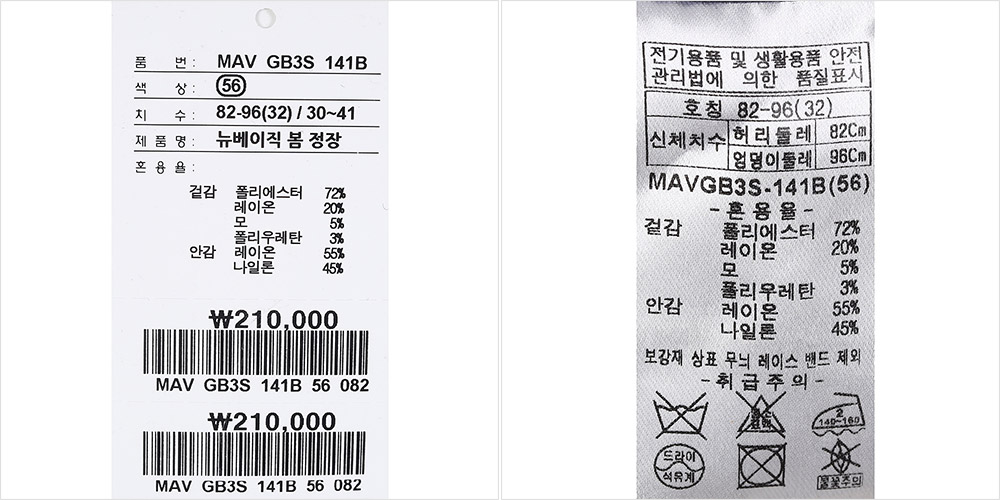 품 번 : MAV GB3S 141B
색 상 : 56
치 수 : 82-96(32) / 30~41
제 품 명 : 뉴베이직 봄 정장
혼 용 율 :
겉감 폴리에스터 72%
레이온 20%
모 5%
폴리우레탄 3%
안감 레이온 55%
나일론 45%
₩210,000
MAV GB3S 141B 56 082
₩210,000
MAV GB3S 141B 56 082
전기용품 및 생활용품 안전
관리법에 의한 품질표시
호칭 82-96(32)
신체치수 허리둘레 82Cm
엉덩이둘레 96Cm
MAVGB3S-141B(56)
- 혼용율 -
겉감 폴리에스터 72%
레이온 20%
모 5%
폴리우레탄 3%
안감 레이온 55%
나일론 45%
보강재 상표 무늬 레이스 밴드 제외
- 취급주의 -
염소 표백
2
140~160
드라이
석유계
불꽃주의